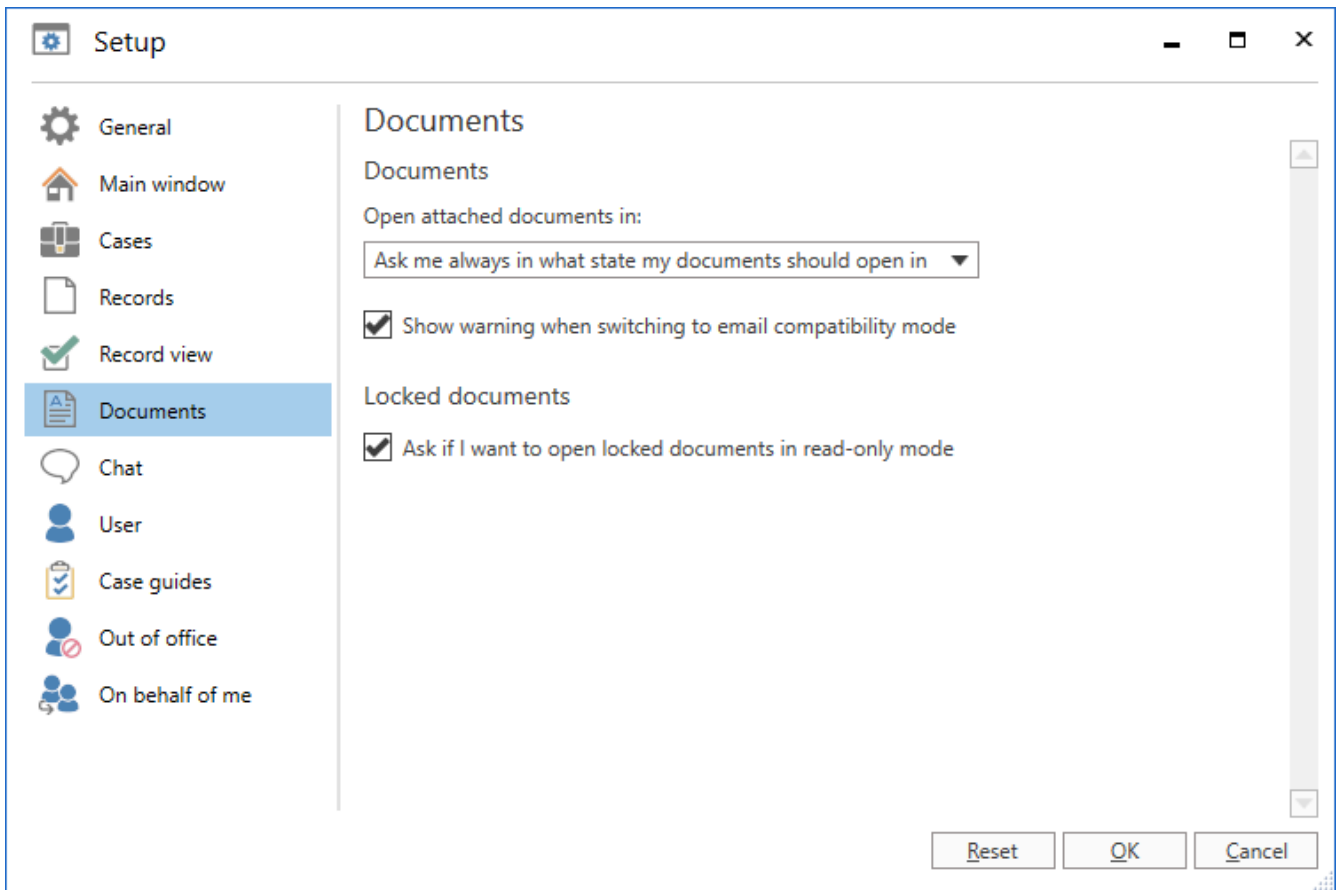 Setup
General
Main window
Cases
Records
Record view
Documents
Chat
User
Case guides
Out of office
On behalf of me
Documents
Documents
Open attached documents in:
Ask me always in what state my documents should open in
Show warning when switching to email compatibility mode
Locked documents
Ask if I want to open locked documents in read-only mode
Reset
OK
Cancel